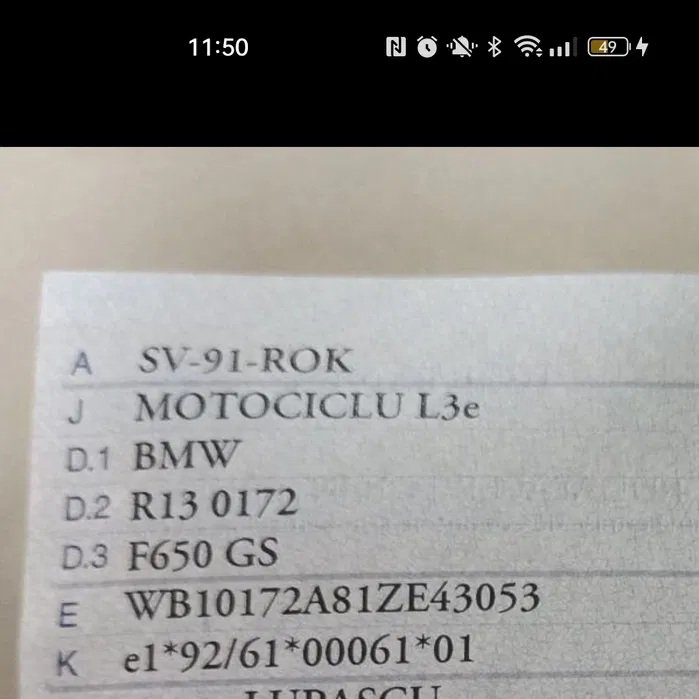 11:50
49
A SV-91-ROK
J MOTOCICLU L3e
D.1 BMW
D.2 R13 0172
D.3 F650 GS
E WB10172A81ZE43053
K e1*92/61*00061*01